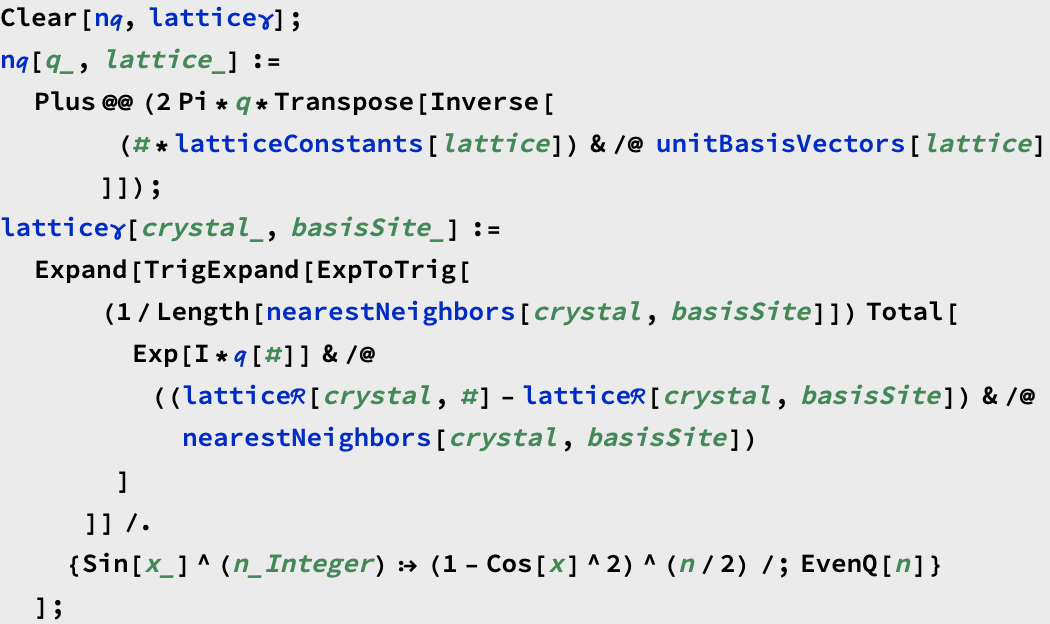 Clear[n𝓆, latticeɤ];
n𝓆[q_, lattice_] :=
Plus @@ (2 Pi * q * Transpose[Inverse[
(# * latticeConstants[lattice]) & /@ unitBasisVectors[lattice]
]]);
latticeɤ[crystal_, basisSite_] :=
Expand[TrigExpand[ExpToTrig[
(1 / Length[nearestNeighbors[crystal, basisSite]]) Total[
Exp[I * 𝓆[#]] & /@
((latticeℛ[crystal, #] - latticeℛ[crystal, basisSite]) & /@
nearestNeighbors[crystal, basisSite])
]
]] /.
{Sin[x_] ^ (n_Integer) ⧴ (1 - Cos[x] ^ 2) ^ (n / 2) /; EvenQ[n]}
];